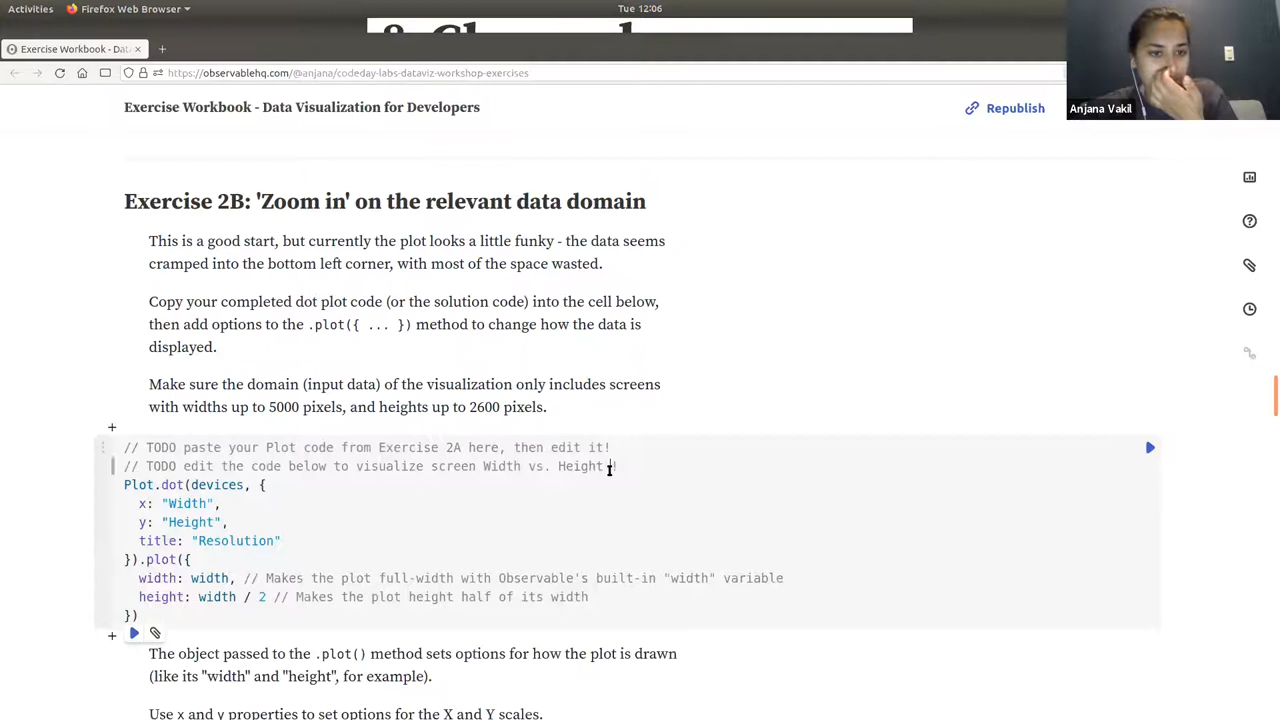 Activities
Firefox Web Browser
Tue 12:06
Exercise Workbook - Dat
https://observablehq.com/@anjana/codeday-labs-dataviz-workshop-exercises
Anjana Vakil
Exercise Workbook - Data Visualization for Developers
Republish
Exercise 2B: 'Zoom in' on the relevant data domain
This is a good start, but currently the plot looks a little funky - the data seems
cramped into the bottom left corner, with most of the space wasted.
Copy your completed dot plot code (or the solution code) into the cell below,
then add options to the .plot({ ... }) method to change how the data is
displayed.
Make sure the domain (input data) of the visualization only includes screens
with widths up to 5000 pixels, and heights up to 2600 pixels.
// TODO paste your Plot code from Exercise 2A here, then edit it!
// TODO edit the code below to visualize screen Width vs. Height !
Plot.dot(devices, {
x: "Width",
y: "Height",
title: "Resolution"
}).plot({
width: width, // Makes the plot full-width with Observable's built-in "width" variable
height: width / 2 // Makes the plot height half of its width
})
The object passed to the .plot() method sets options for how the plot is drawn
(like its "width" and "height", for example).
Use x and y properties to set options for the X and Y scales.